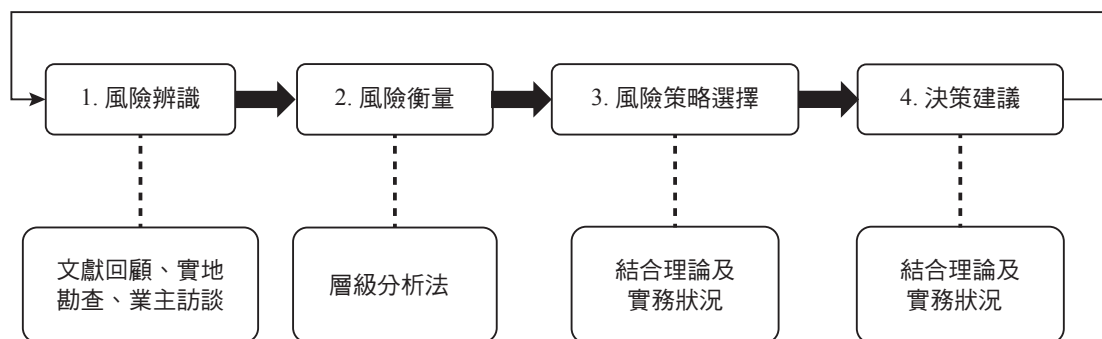 1. 風險辨識
2. 風險衡量
3. 風險策略選擇
4. 決策建議
文獻回顧、實地
勘查、業主訪談
層級分析法
結合理論及
實務狀況
結合理論及
實務狀況